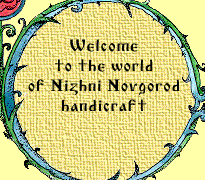 Welcome
to the world
of Nizhni Novgorod
handicraft